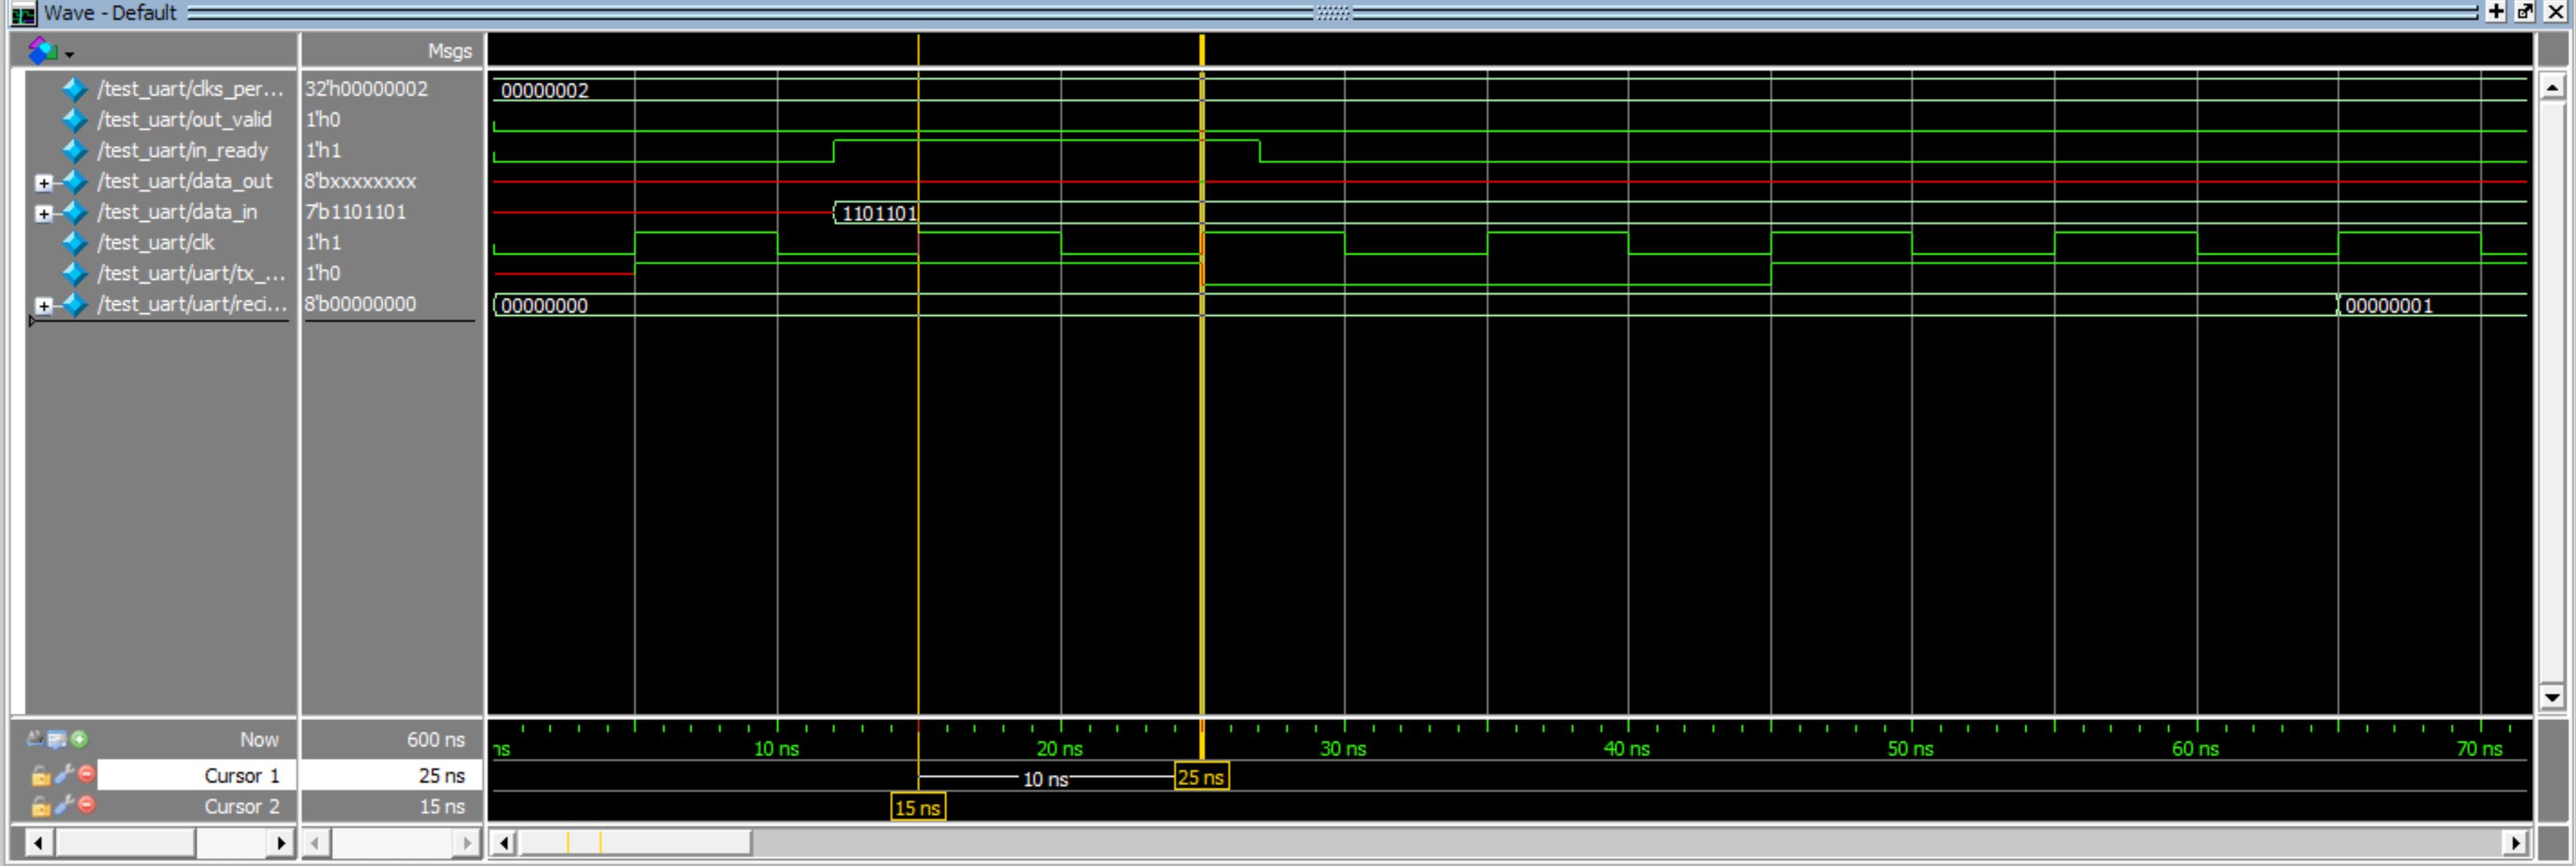 Wave - Default
Msgs
/test_uart/clks_per... 32'h00000002 00000002
/test_uart/out_valid 1'h0
/test_uart/in_ready 1'h1
/test_uart/data_out 8'bxxxxxxxx
/test_uart/data_in 7'b1101101 1101101
/test_uart/clk 1'h1
/test_uart/uart/tx_... 1'h0
/test_uart/uart/reci... 8'b00000000 00000000 00000001
Now 600 ns ns 10 ns 20 ns 30 ns 40 ns 50 ns 60 ns 70 ns
Cursor 1 25 ns 10 ns 25 ns
Cursor 2 15 ns 15 ns